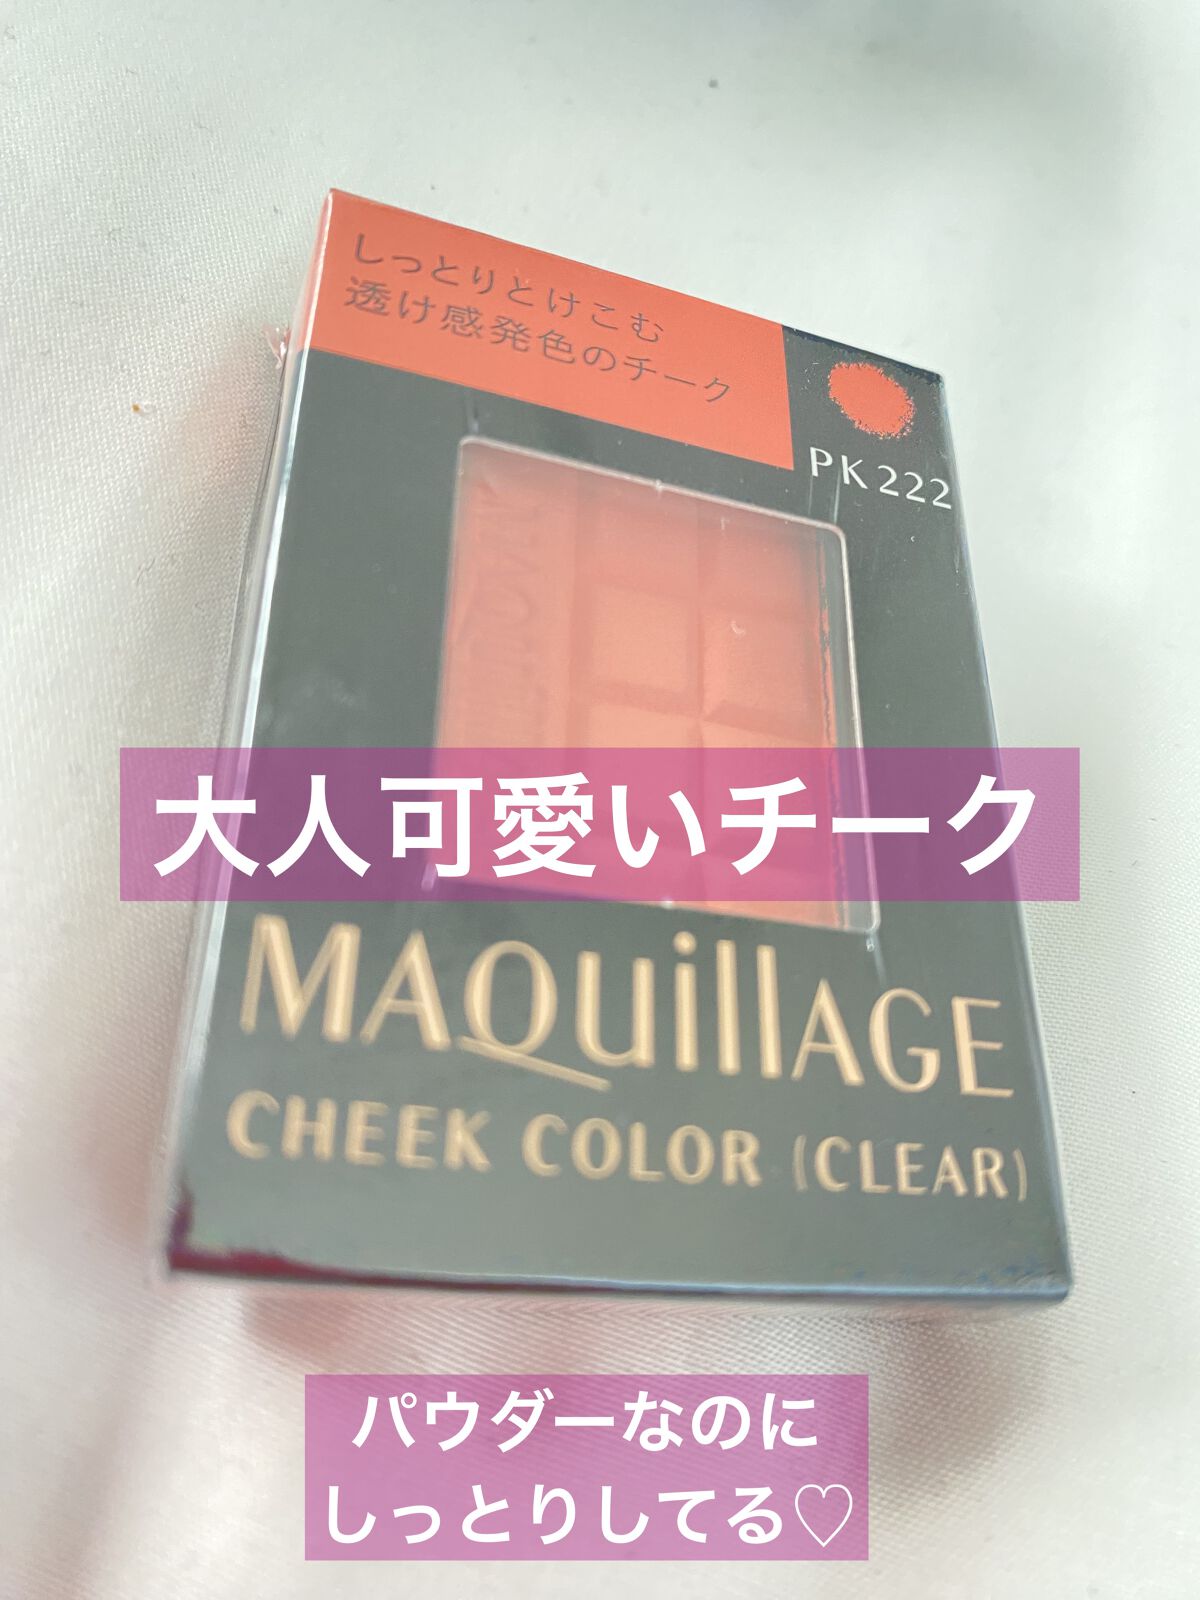 しっとりとけこむ
透け感発色のチーク
PK222
大人可愛いチーク
MAQuillAGE
CHEEK COLOR (CLEAR)
パウダーなのに
しっとりしてる♡